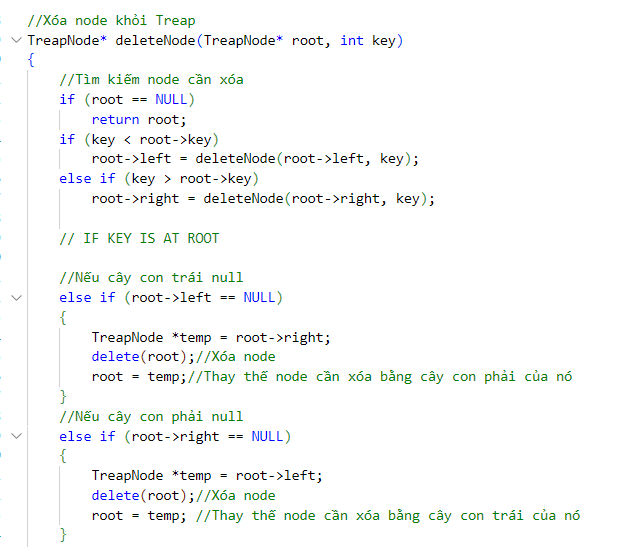 //Xóa node khỏi Treap
TreapNode* deleteNode(TreapNode* root, int key)
{
    //Tìm kiếm node cần xóa
    if (root == NULL)
        return root;
    if (key < root->key)
        root->left = deleteNode(root->left, key);
    else if (key > root->key)
        root->right = deleteNode(root->right, key);
    // IF KEY IS AT ROOT
    //Nếu cây con trái null
    else if (root->left == NULL)
    {
        TreapNode *temp = root->right;
        delete(root);//Xóa node
        root = temp;//Thay thế node cần xóa bằng cây con phải của nó
    }
    //Nếu cây con phải null
    else if (root->right == NULL)
    {
        TreapNode *temp = root->left;
        delete(root);//Xóa node
        root = temp; //Thay thế node cần xóa bằng cây con trái của nó
    }